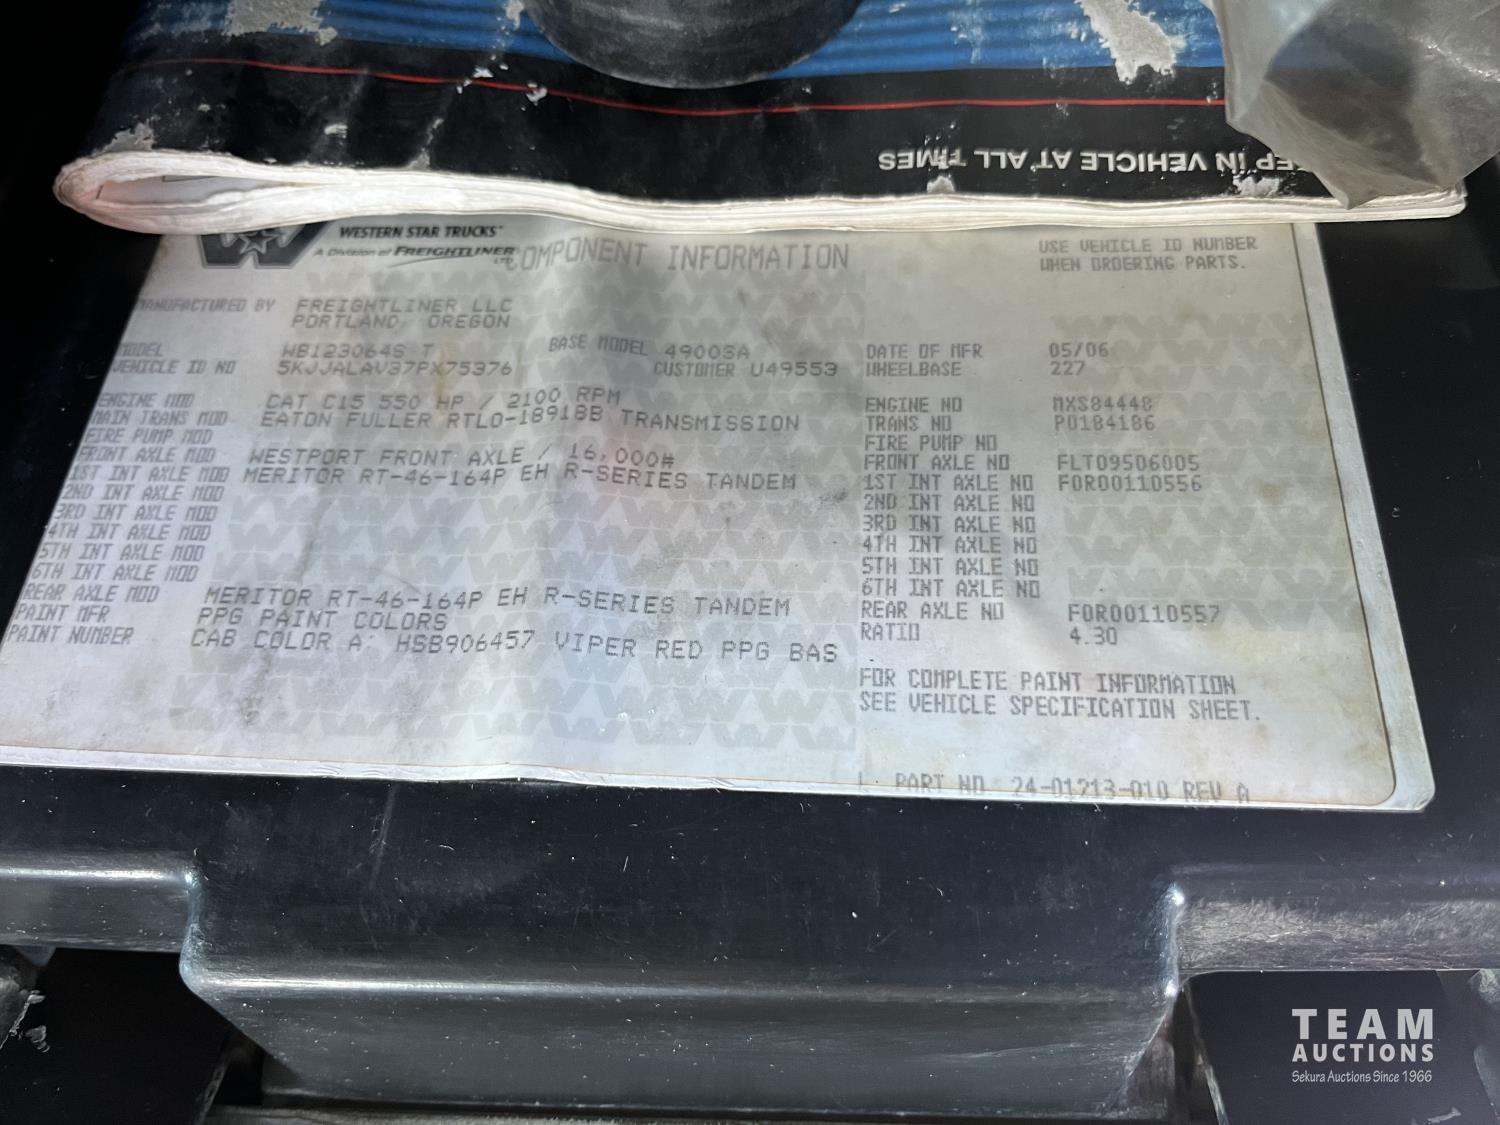 KEEP IN VEHICLE AT ALL TIMES
WESTERN STAR TRUCKS
A Division of FREIGHTLINER LTD.
COMPONENT INFORMATION
USE VEHICLE ID NUMBER
WHEN ORDERING PARTS.
MANUFACTURED BY FREIGHTLINER LLC
PORTLAND, OREGON
MODEL WB123064S T BASE MODEL 4900SA DATE OF MFR 05/06
VEHICLE ID NO 5KJJALAV37PX75376 CUSTOMER U49553 WHEELBASE 227
ENGINE MOD CAT C15 550 HP / 2100 RPM ENGINE NO MXS84448
MAIN TRANS MOD EATON FULLER RTLO-18918B TRANSMISSION TRANS NO P0184186
FIRE PUMP MOD FIRE PUMP NO
FRONT AXLE MOD WESTPORT FRONT AXLE / 16,000# FRONT AXLE NO FLT09506005
1ST INT AXLE MOD MERITOR RT-46-164P EH R-SERIES TANDEM 1ST INT AXLE NO FOR00110556
2ND INT AXLE MOD 2ND INT AXLE NO
3RD INT AXLE MOD 3RD INT AXLE NO
4TH INT AXLE MOD 4TH INT AXLE NO
5TH INT AXLE MOD 5TH INT AXLE NO
6TH INT AXLE MOD 6TH INT AXLE NO
REAR AXLE MOD MERITOR RT-46-164P EH R-SERIES TANDEM REAR AXLE NO FOR00110557
PAINT MFR PPG PAINT COLORS RATIO 4.30
PAINT NUMBER CAB COLOR A: HSB906457 VIPER RED PPG BAS
FOR COMPLETE PAINT INFORMATION
SEE VEHICLE SPECIFICATION SHEET.
PART NO 24-01213-010 REV A
TEAM
AUCTIONS
Sekura Auctions Since 1966